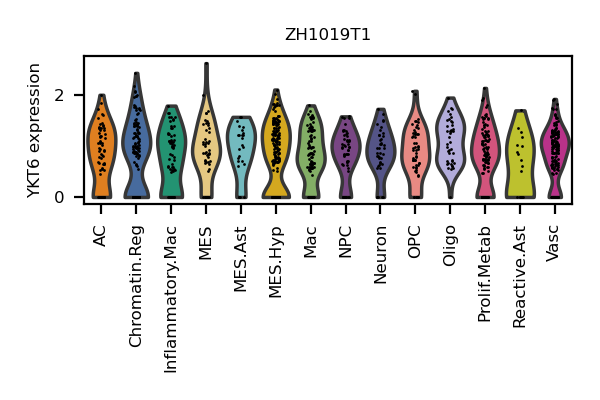 ZH1019T1
YKT6 expression
2
0
AC
Chromatin.Reg
Inflammatory.Mac
MES
MES.Ast
MES.Hyp
Mac
NPC
Neuron
OPC
Oligo
Prolif.Metab
Reactive.Ast
Vasc